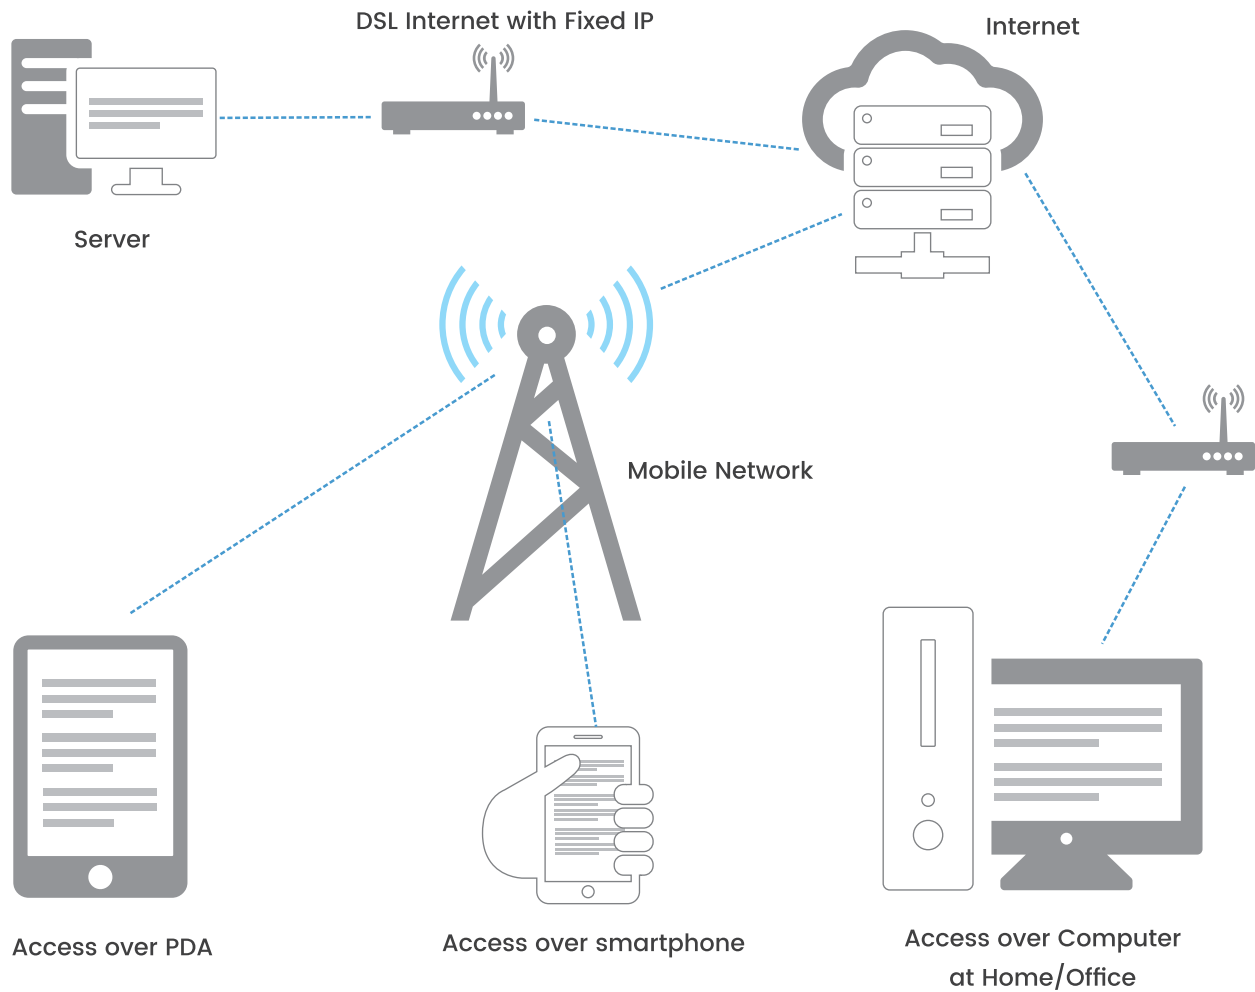 DSL Internet with Fixed IP
Internet
Server
Mobile Network
Access over PDA
Access over smartphone
Access over Computer
at Home/Office